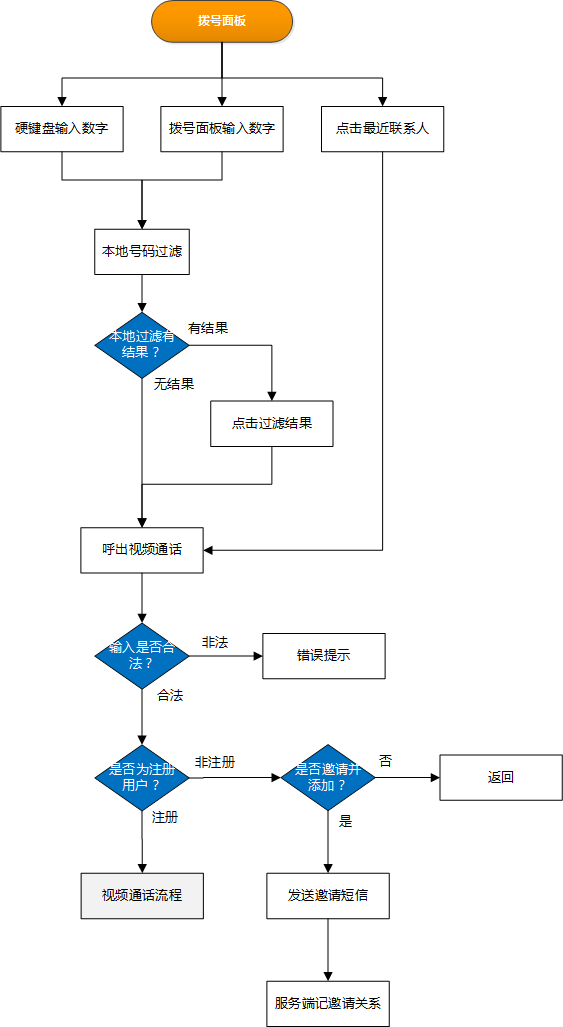 拨号面板
硬键盘输入数字
拨号面板输入数字
点击最近联系人
本地号码过滤
本地过滤有
结果？
有结果
无结果
点击过滤结果
呼出视频通话
输入是否合
法？
非法
错误提示
合法
是否为注册
用户？
非注册
是否邀请并
添加？
否
返回
注册
是
视频通话流程
发送邀请短信
服务端记邀请关系